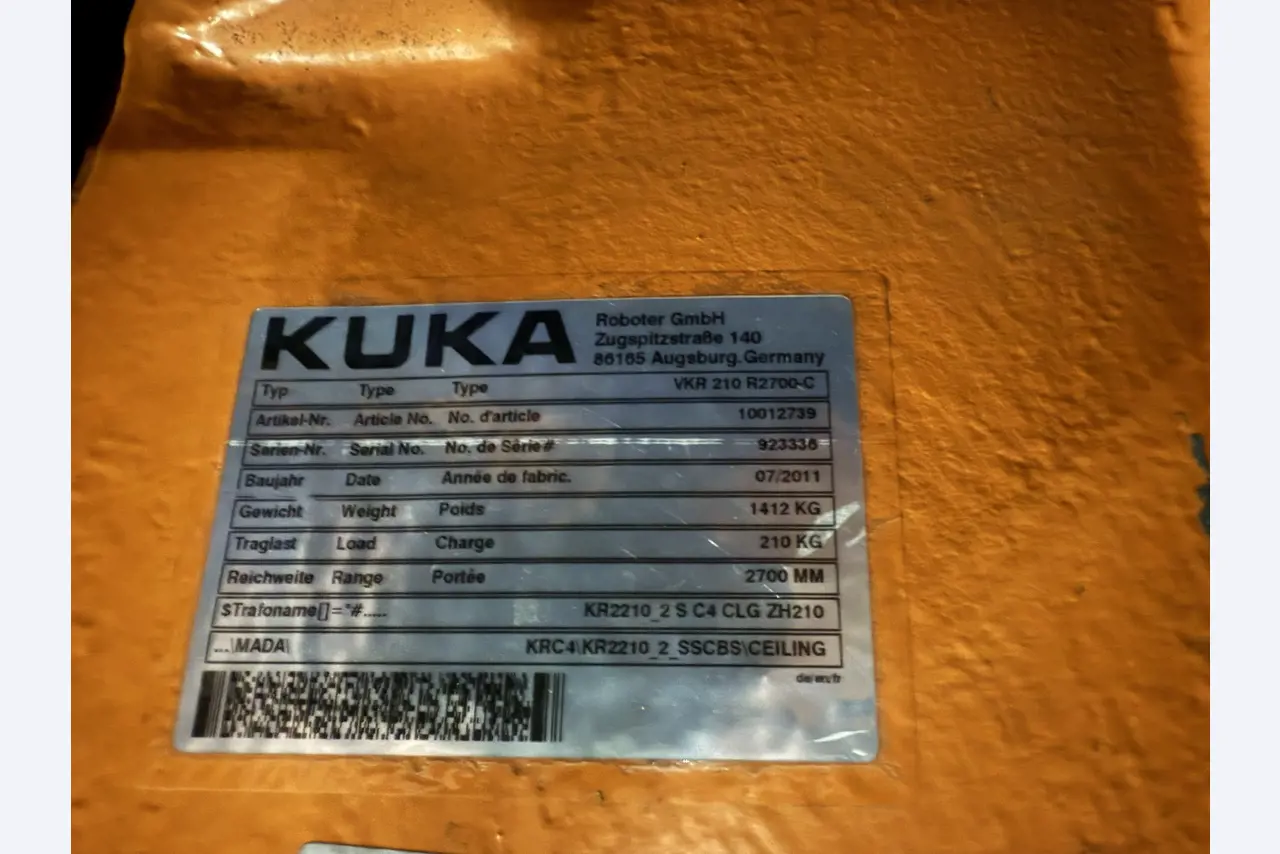 KUKA
Roboter GmbH
Zugspitzstraße 140
86165 Augsburg.Germany
Typ Type Type VKR 210 R2700-C
Artikel-Nr. Article No. No. d'article 10012739
Serien-Nr. Serial No. No. de Série# 923336
Baujahr Date Année de fabric. 07/2011
Gewicht Weight Poids 1412 KG
Traglast Load Charge 210 KG
Reichweite Range Portée 2700 MM
$Trafoname[]="#..... KR2210_2 S C4 CLG ZH210
...\MADA\ KRC4\KR2210_2_SSCBS\CEILING
de/en/fr